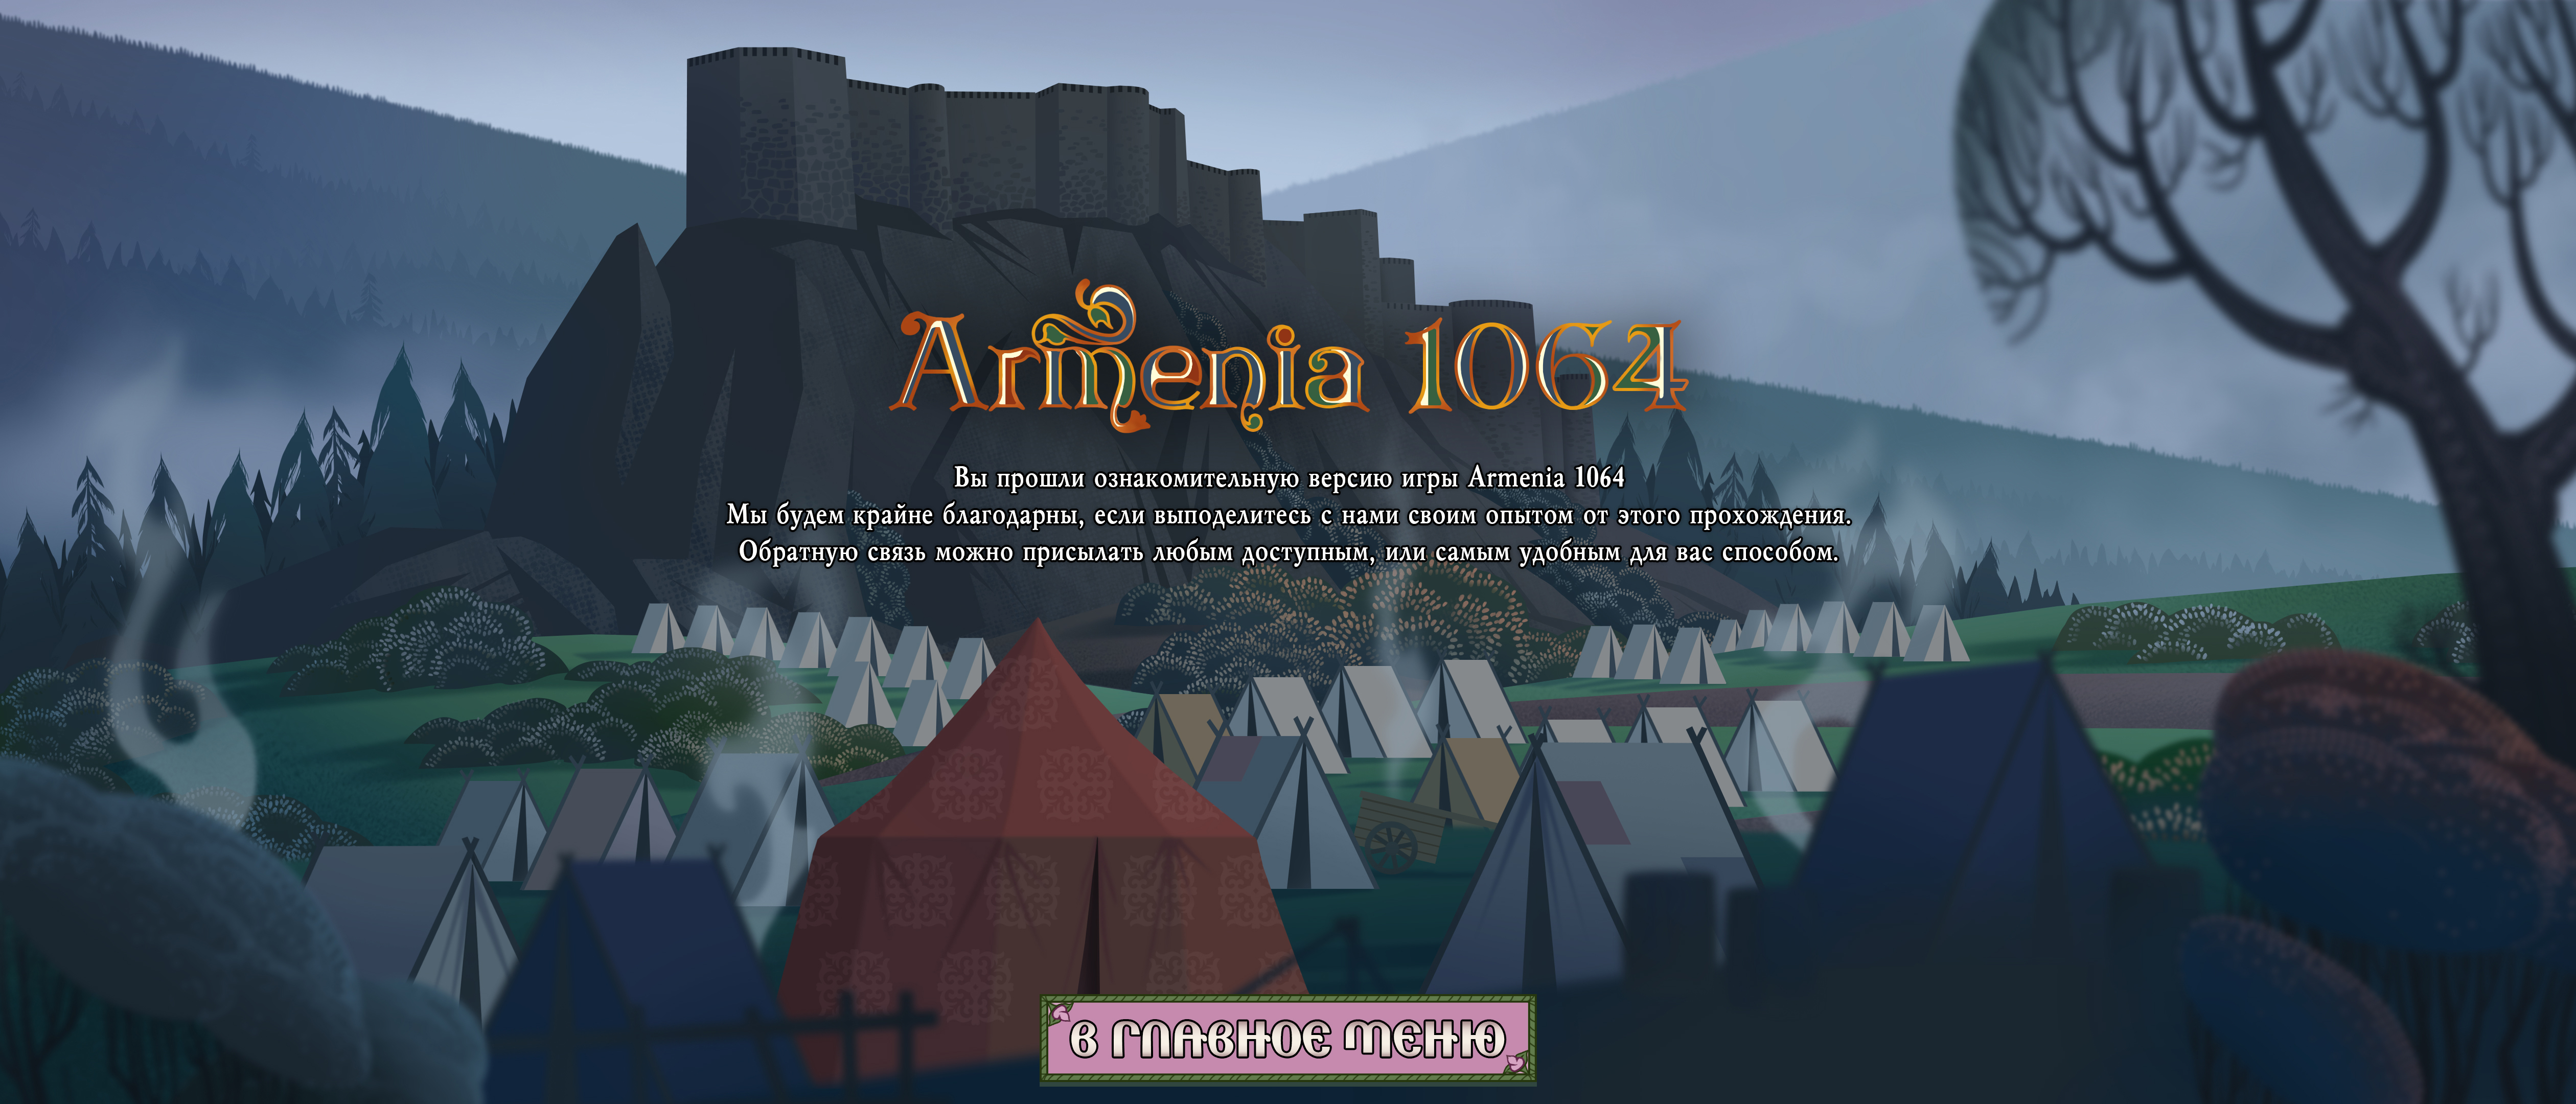 Armenia 1064
Вы прошли ознакомительную версию игры Armenia 1064
Мы будем крайне благодарны, если выподелитесь с нами своим опытом от этого прохождения.
Обратную связь можно присылать любым доступным, или самым удобным для вас способом.
В ГЛАВНОЕ МЕНЮ